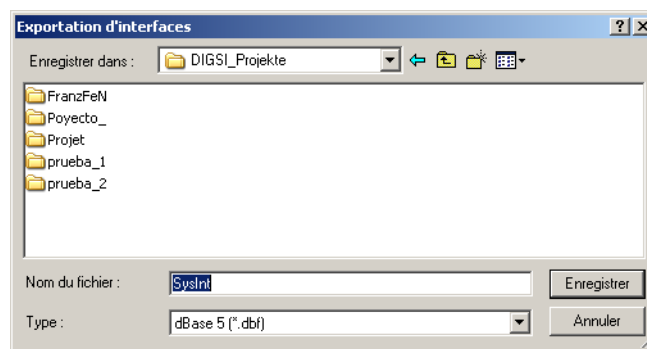 Exportation d'interfaces
Enregistrer dans : DIGSI_Projekte
FranzFeN
Poyecto_
Projet
prueba_1
prueba_2
Nom du fichier : SysInt Enregistrer
Type : dBase 5 (*.dbf) Annuler